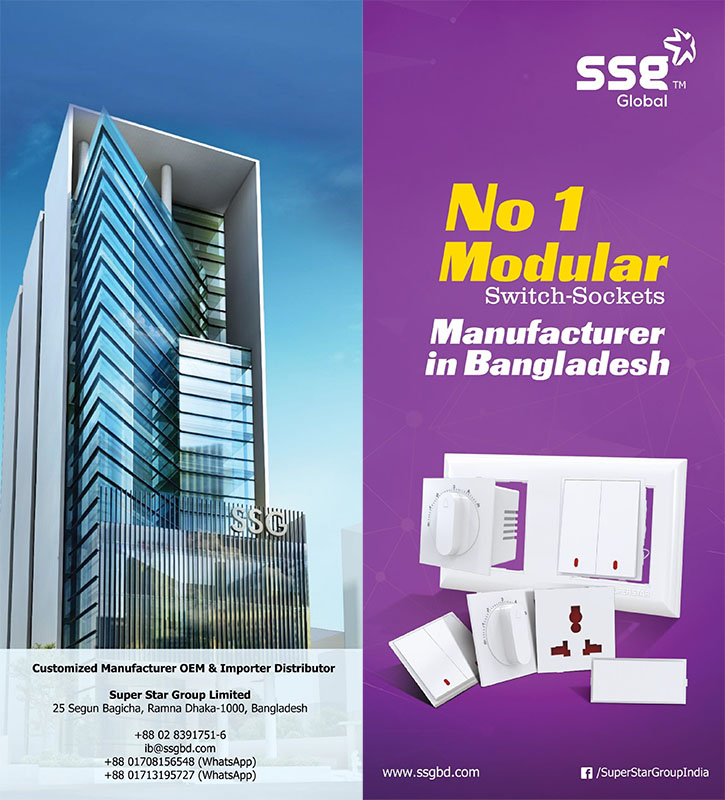 SSG
Customized Manufacturer OEM & Importer Distributor
Super Star Group Limited
25 Segun Bagicha, Ramna Dhaka-1000, Bangladesh
+88 02 8391751-6
ib@ssgbd.com
+88 01708156548 (WhatsApp)
+88 01713195727 (WhatsApp)
ssg TM
Global
No 1
Modular
Switch-Sockets
Manufacturer
in Bangladesh
www.ssgbd.com
f /SuperStarGroupIndia